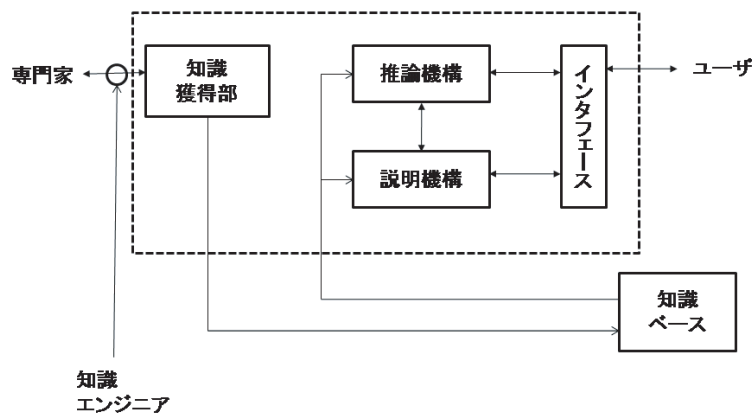 専門家
知識
獲得部
推論機構
説明機構
インタフェース
ユーザ
知識
ベース
知識
エンジニア